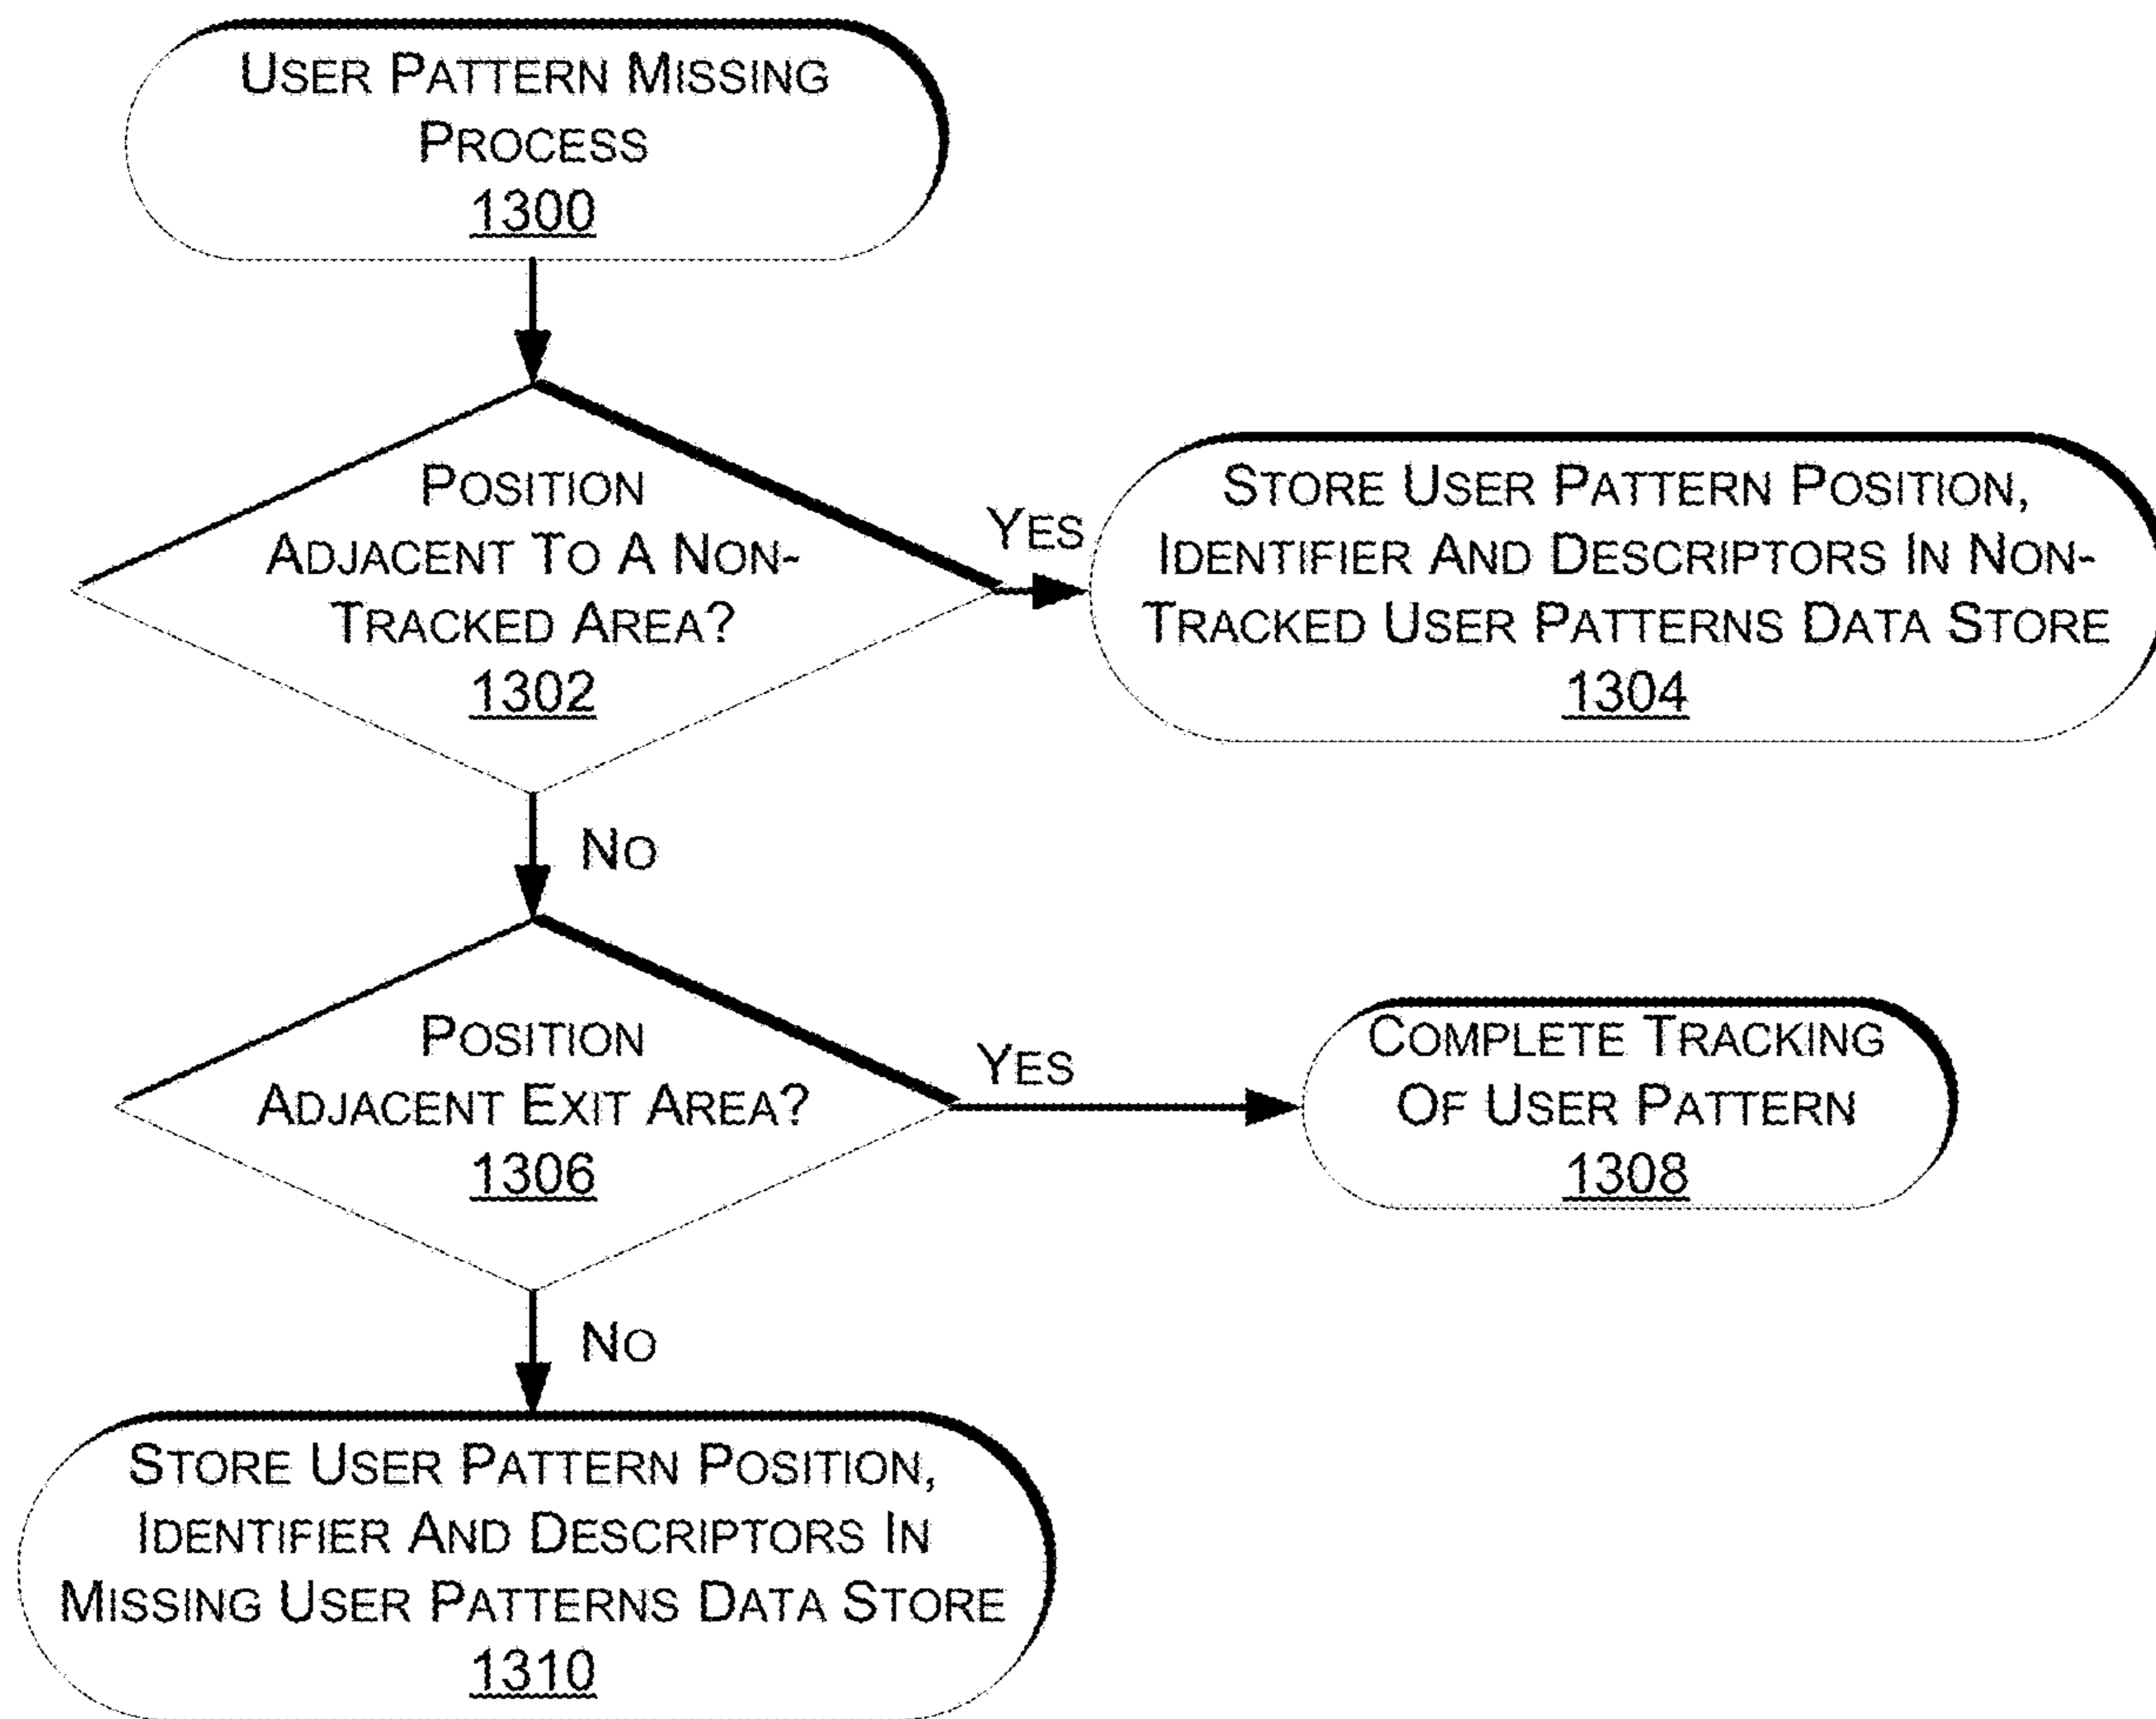 USER PATTERN MISSING
PROCESS
1300
POSITION
ADJACENT TO A NON-
TRACKED AREA?
1302
YES
STORE USER PATTERN POSITION,
IDENTIFIER AND DESCRIPTORS IN NON-
TRACKED USER PATTERNS DATA STORE
1304
NO
POSITION
ADJACENT EXIT AREA?
1306
YES
COMPLETE TRACKING
OF USER PATTERN
1308
NO
STORE USER PATTERN POSITION,
IDENTIFIER AND DESCRIPTORS IN
MISSING USER PATTERNS DATA STORE
1310